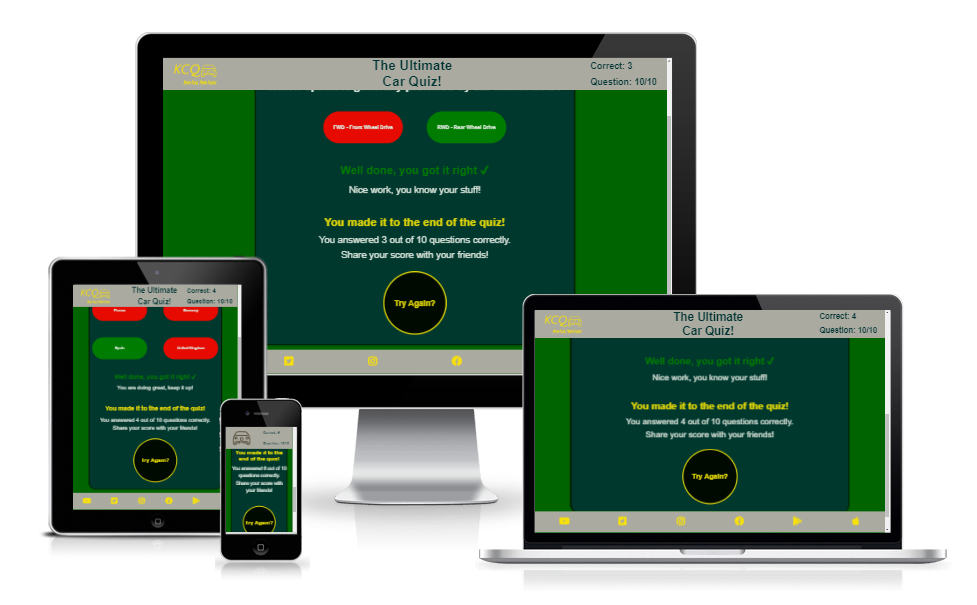 KCQ
The Ultimate
Car Quiz!
Correct: 3
Question: 10/10
FWD - Front Wheel Drive
RWD - Rear Wheel Drive
Well done, you got it right ✓
Nice work, you know your stuff!
You made it to the end of the quiz!
You answered 3 out of 10 questions correctly.
Share your score with your friends!
Try Again?
KCQ
The Ultimate
Car Quiz!
Correct: 4
Question: 10/10
France
Germany
Spain
United Kingdom
Well done, you got it right ✓
You are doing great, keep it up!
You made it to the end of the quiz!
You answered 4 out of 10 questions correctly.
Share your score with your friends!
Try Again?
Question: 10/10
You made it to the
end of the quiz!
out of 10
questions correctly.
Share your score with
your friends!
Try Again?
KCQ
The Ultimate
Car Quiz!
Correct: 4
Question: 10/10
Well done, you got it right ✓
Nice work, you know your stuff!
You made it to the end of the quiz!
You answered 4 out of 10 questions correctly.
Share your score with your friends!
Try Again?